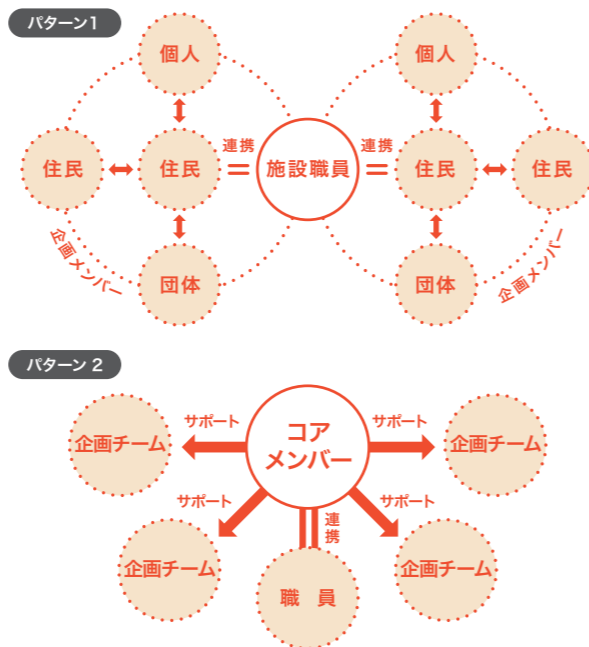 パターン1
個人
個人
連携
連携
住民
住民
施設職員
住民
住民
企画メンバー
企画メンバー
団体
団体
パターン 2
サポート
コア
メンバー
サポート
企画チーム
企画チーム
サポート
サポート
連携
企画チーム
企画チーム
職 員